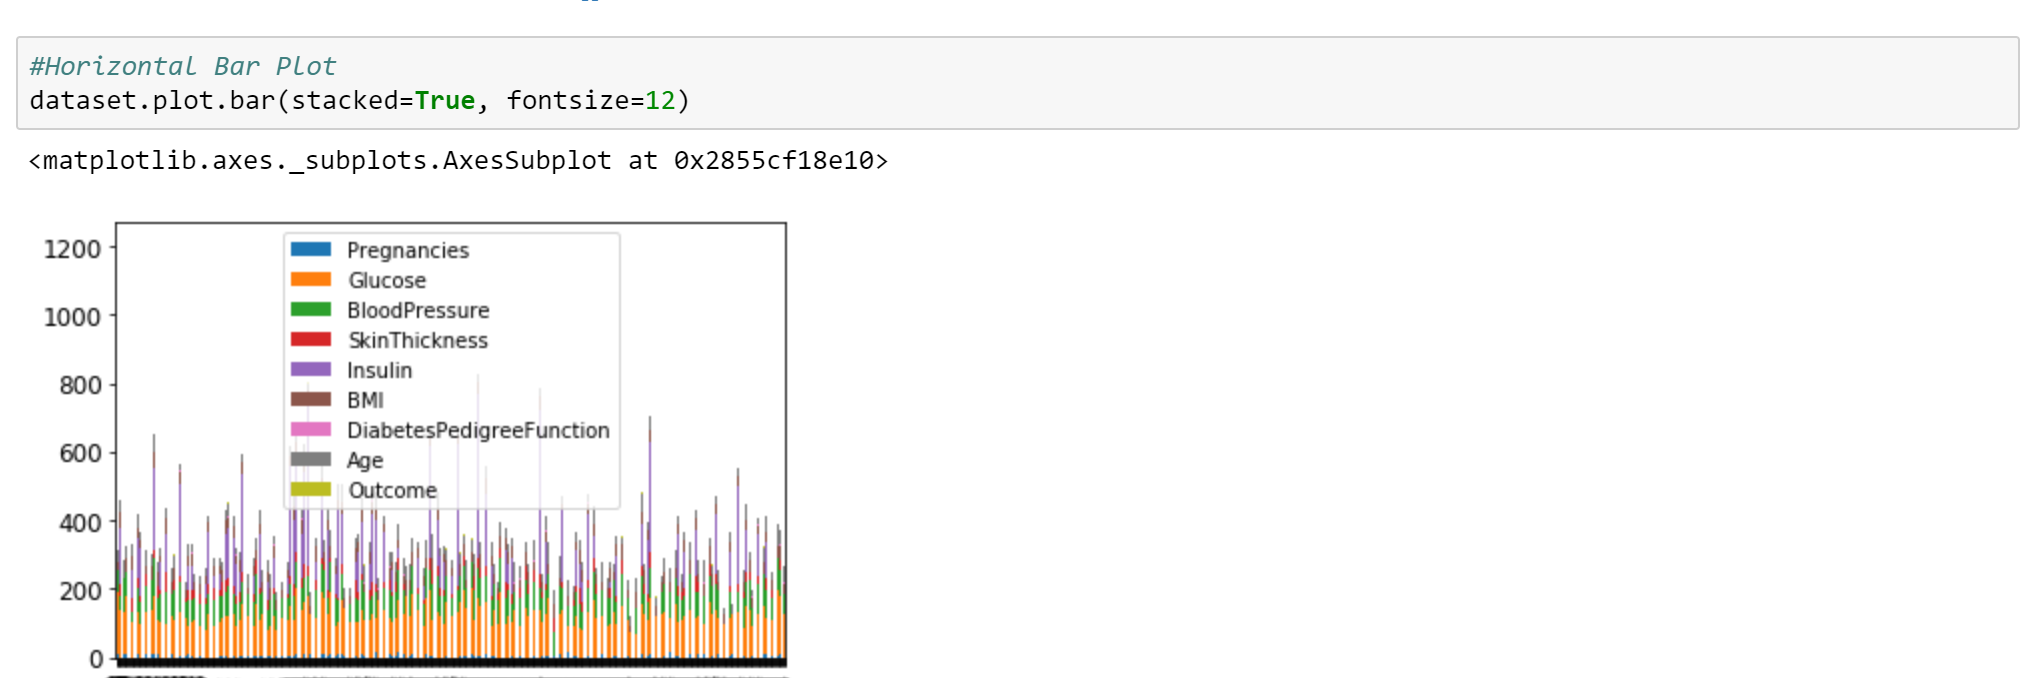 #Horizontal Bar Plot
dataset.plot.bar(stacked=True, fontsize=12)
<matplotlib.axes._subplots.AxesSubplot at 0x2855cf18e10>
1200
1000
800
600
400
200
0
Pregnancies
Glucose
BloodPressure
SkinThickness
Insulin
BMI
DiabetesPedigreeFunction
Age
Outcome